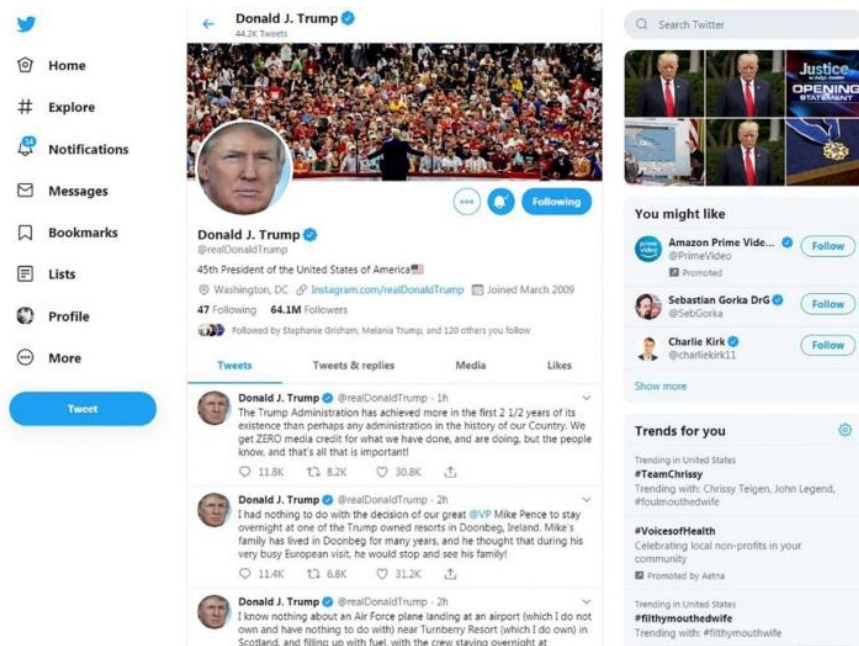 Home
Explore
14
Notifications
Messages
Bookmarks
Lists
Profile
More
Tweet
Donald J. Trump
44.2K Tweets
Following
Donald J. Trump
@realDonaldTrump
45th President of the United States of America
Washington, DC Instagram.com/realDonaldTrump Joined March 2009
47 Following 64.1M Followers
Followed by Stephanie Grisham, Melania Trump, and 120 others you follow
Tweets Tweets & replies Media Likes
Donald J. Trump @realDonaldTrump · 1h
The Trump Administration has achieved more in the first 2 1/2 years of its
existence than perhaps any administration in the history of our Country. We
get ZERO media credit for what we have done, and are doing, but the people
know, and that's all that is important!
11.8K 8.2K 30.8K
Donald J. Trump @realDonaldTrump · 2h
I had nothing to do with the decision of our great @VP Mike Pence to stay
overnight at one of the Trump owned resorts in Doonbeg, Ireland. Mike's
family has lived in Doonbeg for many years, and he thought that during his
very busy European visit, he would stop and see his family!
11.4K 6.8K 31.2K
Donald J. Trump @realDonaldTrump · 2h
I know nothing about an Air Force plane landing at an airport (which I do not
own and have nothing to do with) near Turnberry Resort (which I do own) in
Scotland, and filling up with fuel, with the crew staying overnight at
Search Twitter
Justice
OPENING
STATEMENT
You might like
prime video
Amazon Prime Vide...
@PrimeVideo
Promoted
Follow
Sebastian Gorka DrG
@SebGorka
Follow
Charlie Kirk
@charliekirk11
Follow
Show more
Trends for you
Trending in United States
#TeamChrissy
Trending with: Chrissy Teigen, John Legend,
#foulmouthedwife
#VoicesofHealth
Celebrating local non-profits in your
community
Promoted by Aetna
Trending in United States
#filthymouthedwife
Trending with: #filthymouthwife